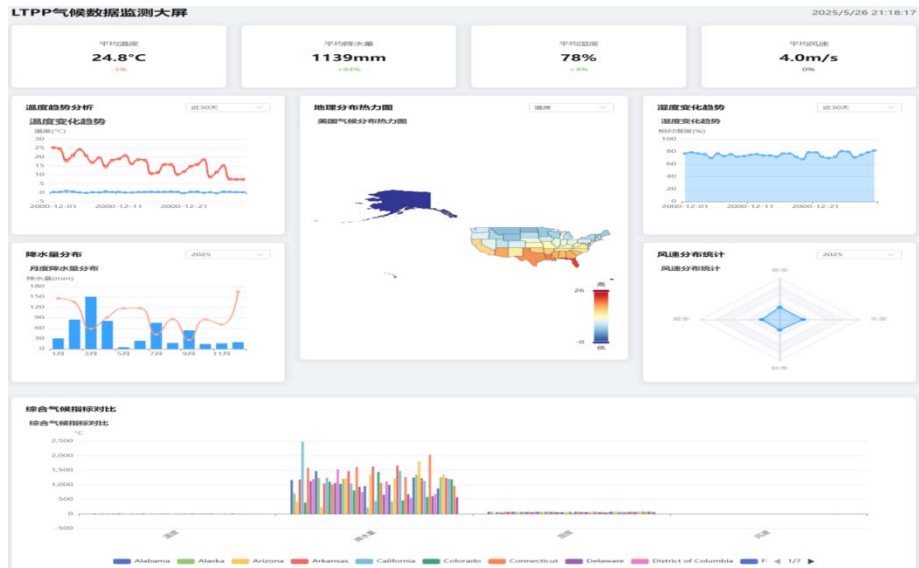 LTPP气候数据监测大屏
2025/5/26 21:18:17
平均温度
24.8°C
-3%
平均降水量
1139mm
平均湿度
78%
平均风速
4.0m/s
0%
温度趋势分析
近30天
温度变化趋势
温度(°C)
30
25
20
15
10
5
0
-5
2000-12-01 2000-12-11 2000-12-21
地理分布热力图
温度
美国气候分布热力图
高
26
-0
低
湿度变化趋势
近30天
湿度变化趋势
相对湿度(%)
100
80
60
40
20
0
2000-12-01 2000-12-11 2000-12-21
降水量分布
2025
月度降水量分布
降水量(mm)
180
150
120
90
60
30
0
1月 3月 5月 7月 9月 11月
风速分布统计
2025
风速分布统计
综合气候指标对比
综合气候指标对比
°C
2,500
2,000
1,500
1,000
500
0
-500
温度 降水量 湿度 风速
Alabama Alaska Arizona Arkansas California Colorado Connecticut Delaware District of Columbia 1/7